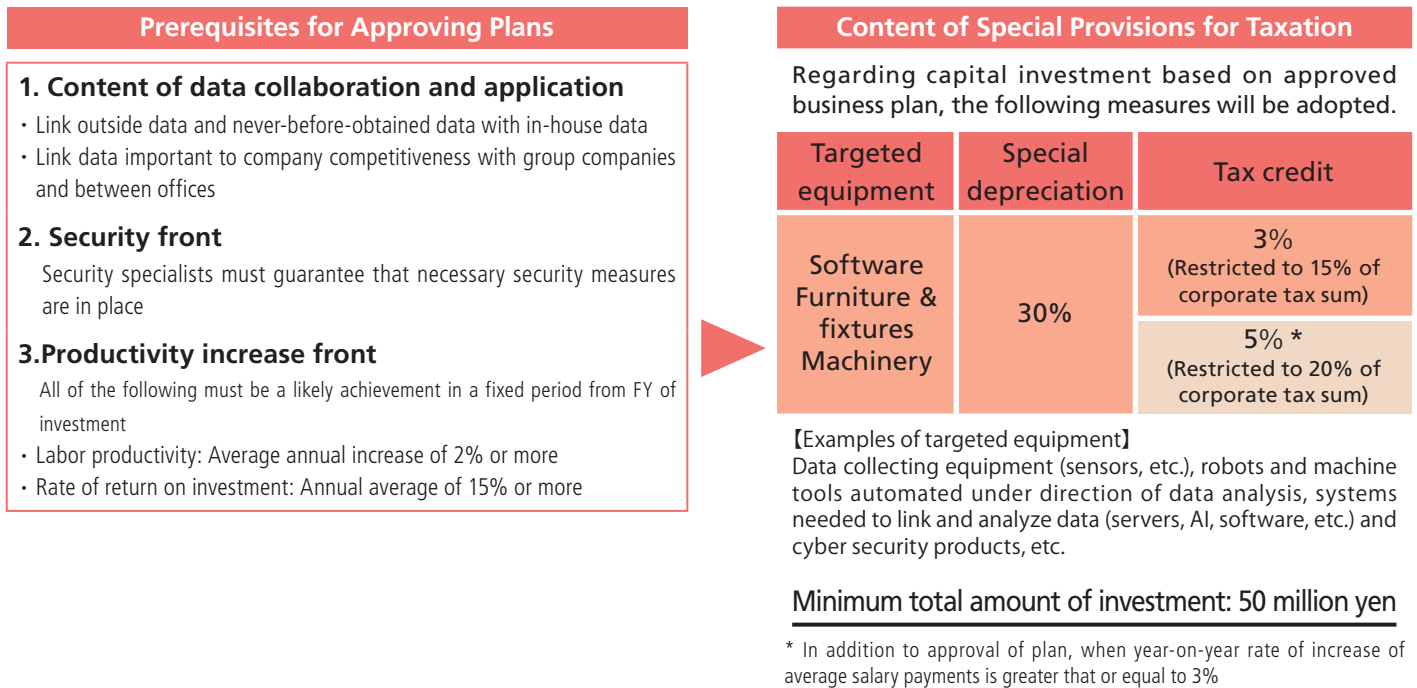 Prerequisites for Approving Plans
1. Content of data collaboration and application
・Link outside data and never-before-obtained data with in-house data
・Link data important to company competitiveness with group companies
and between offices
2. Security front
Security specialists must guarantee that necessary security measures
are in place
3.Productivity increase front
All of the following must be a likely achievement in a fixed period from FY of
investment
・Labor productivity: Average annual increase of 2% or more
・Rate of return on investment: Annual average of 15% or more
Content of Special Provisions for Taxation
Regarding capital investment based on approved
business plan, the following measures will be adopted.
Targeted
equipment
Special
depreciation
Tax credit
Software
Furniture &
fixtures
Machinery
30%
3%
(Restricted to 15% of
corporate tax sum)
5% *
(Restricted to 20% of
corporate tax sum)
【Examples of targeted equipment】
Data collecting equipment (sensors, etc.), robots and machine
tools automated under direction of data analysis, systems
needed to link and analyze data (servers, AI, software, etc.) and
cyber security products, etc.
Minimum total amount of investment: 50 million yen
* In addition to approval of plan, when year-on-year rate of increase of
average salary payments is greater that or equal to 3%